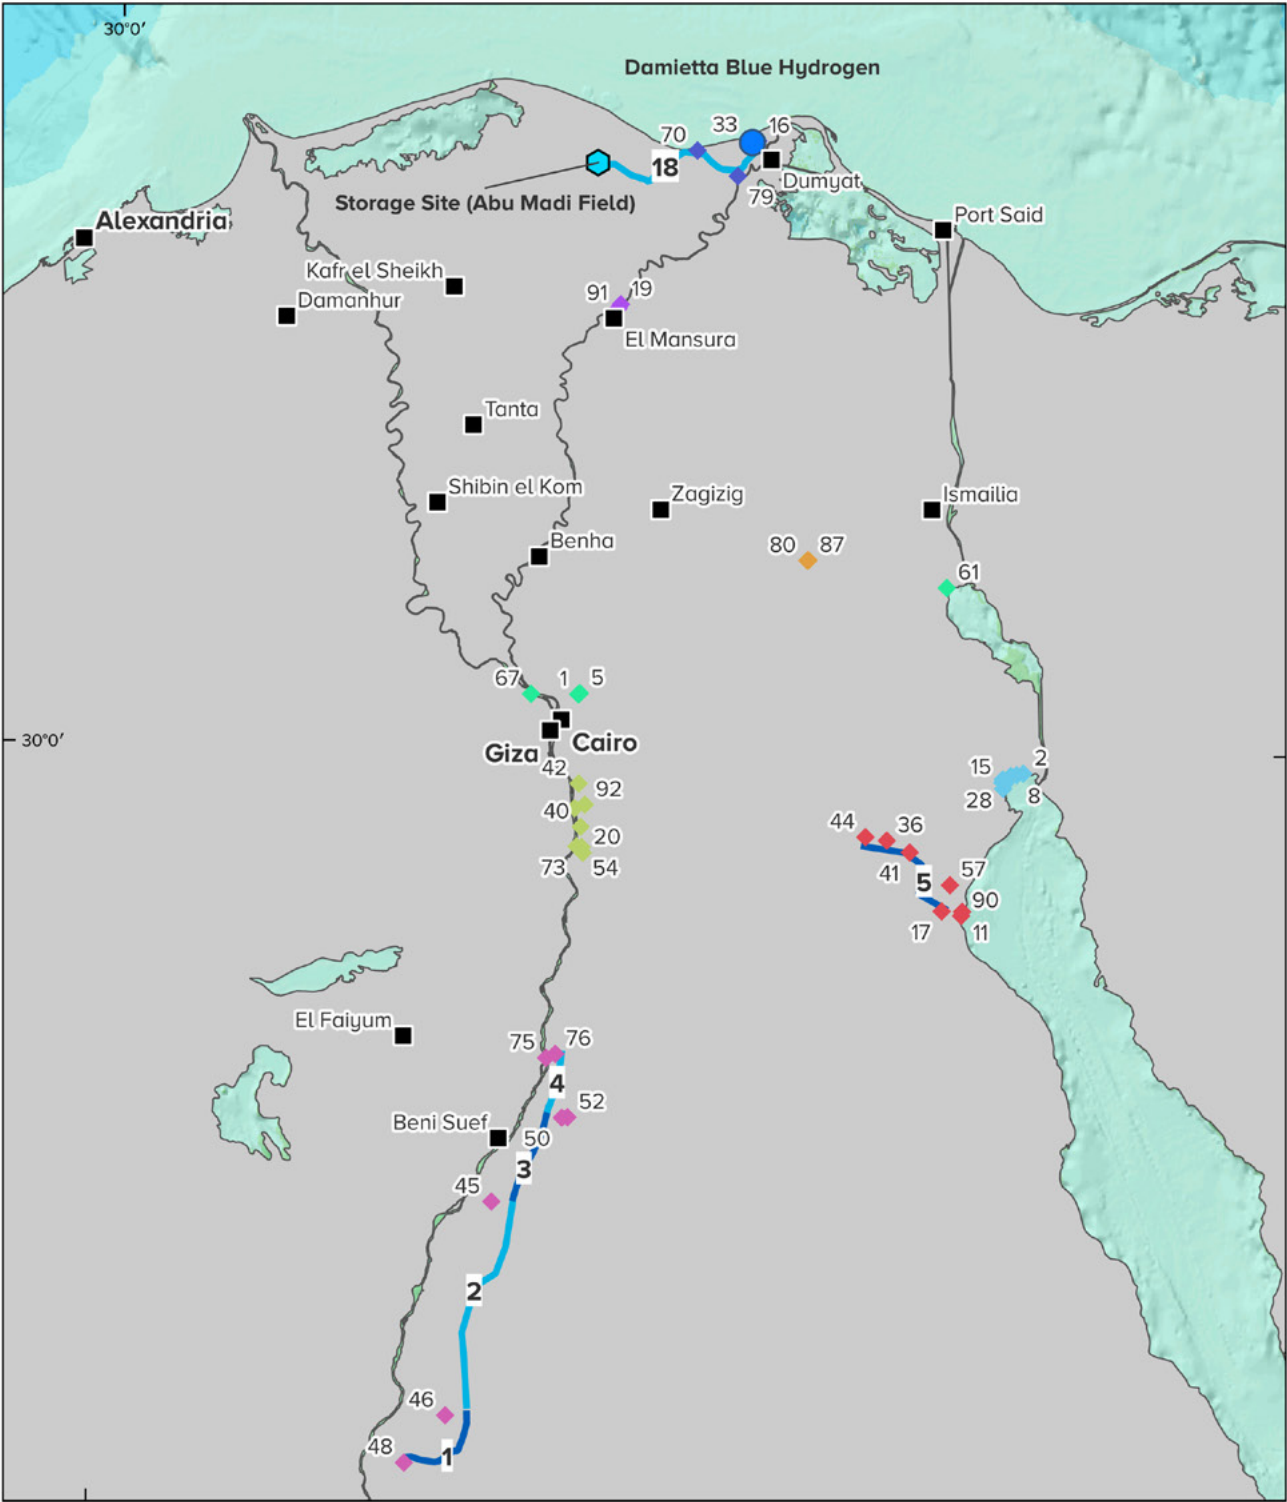 30°0′
Damietta Blue Hydrogen
70
33
16
18
Dumyat
79
Storage Site (Abu Madi Field)
Port Said
Alexandria
Kafr el Sheikh
91
19
Damanhur
El Mansura
Tanta
Shibin el Kom
Zagizig
Ismailia
Benha
80
87
61
67
1
5
30°0′
Giza
Cairo
42
92
40
20
73
54
15
2
28
8
44
36
41
5
57
90
17
11
El Faiyum
75
76
4
52
Beni Suef
50
3
45
2
46
48
1